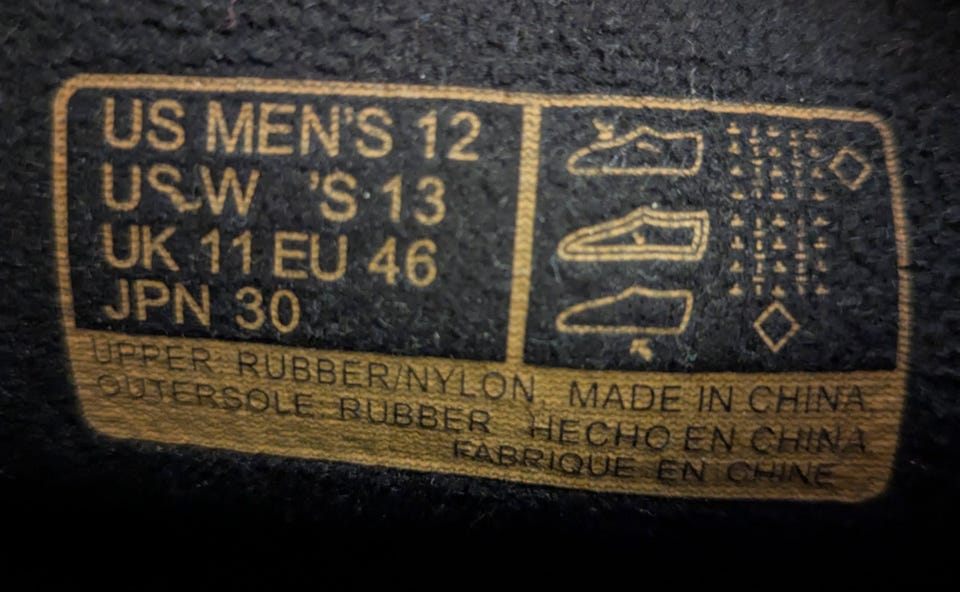 US MEN'S 12
US W 'S 13
UK 11 EU 46
JPN 30
UPPER: RUBBER/NYLON MADE IN CHINA
OUTERSOLE: RUBBER HECHO EN CHINA
FABRIQUE EN CHINE